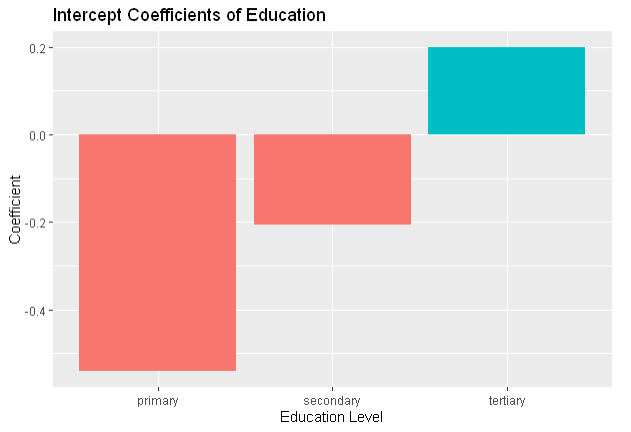 Intercept Coefficients of Education
0.2
0.0
-0.2
-0.4
Coefficient
primary secondary tertiary
Education Level